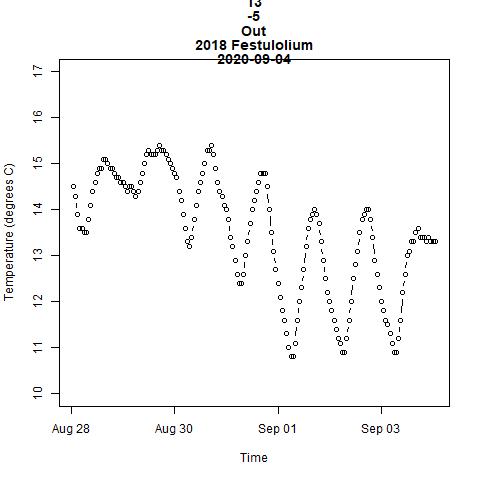 13
-5
Out
2018 Festulolium
2020-09-04
Temperature (degrees C)
17
16
15
14
13
12
11
10
Aug 28
Aug 30
Sep 01
Sep 03
Time